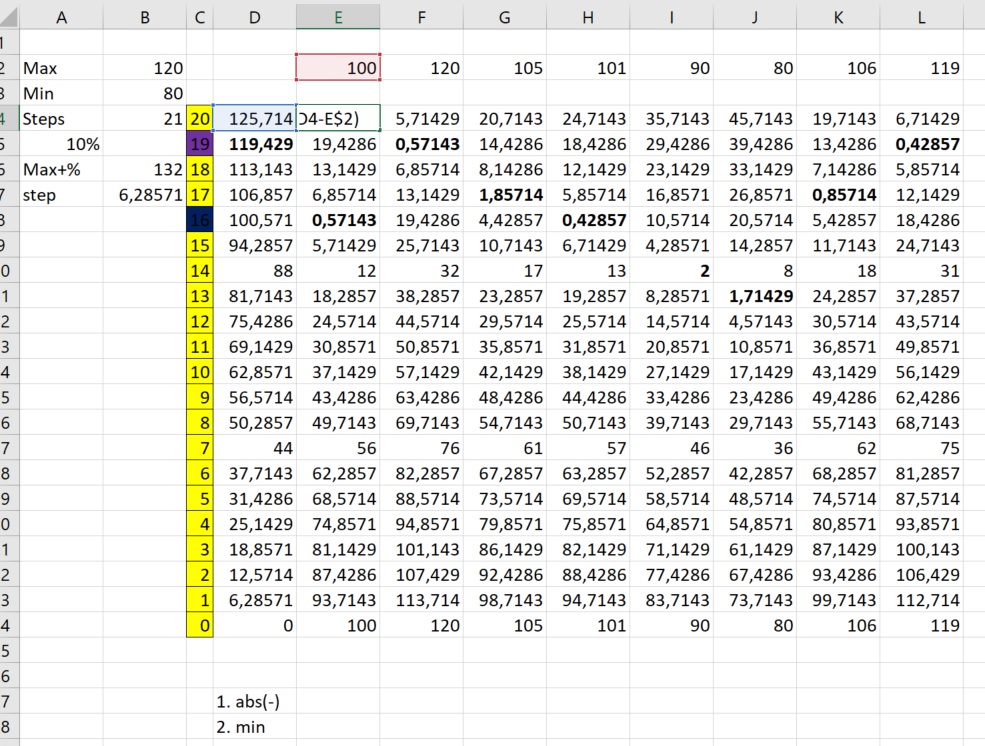 A B C D E F G H I J K L
1
2 Max 120 100 120 105 101 90 80 106 119
3 Min 80
4 Steps 21 20 125,714 D4-E$2) 5,71429 20,7143 24,7143 35,7143 45,7143 19,7143 6,71429
5 10% 19 119,429 19,4286 0,57143 14,4286 18,4286 29,4286 39,4286 13,4286 0,42857
6 Max+% 132 18 113,143 13,1429 6,85714 8,14286 12,1429 23,1429 33,1429 7,14286 5,85714
7 step 6,28571 17 106,857 6,85714 13,1429 1,85714 5,85714 16,8571 26,8571 0,85714 12,1429
8 16 100,571 0,57143 19,4286 4,42857 0,42857 10,5714 20,5714 5,42857 18,4286
9 15 94,2857 5,71429 25,7143 10,7143 6,71429 4,28571 14,2857 11,7143 24,7143
0 14 88 12 32 17 13 2 8 18 31
1 13 81,7143 18,2857 38,2857 23,2857 19,2857 8,28571 1,71429 24,2857 37,2857
2 12 75,4286 24,5714 44,5714 29,5714 25,5714 14,5714 4,57143 30,5714 43,5714
3 11 69,1429 30,8571 50,8571 35,8571 31,8571 20,8571 10,8571 36,8571 49,8571
4 10 62,8571 37,1429 57,1429 42,1429 38,1429 27,1429 17,1429 43,1429 56,1429
5 9 56,5714 43,4286 63,4286 48,4286 44,4286 33,4286 23,4286 49,4286 62,4286
6 8 50,2857 49,7143 69,7143 54,7143 50,7143 39,7143 29,7143 55,7143 68,7143
7 7 44 56 76 61 57 46 36 62 75
8 6 37,7143 62,2857 82,2857 67,2857 63,2857 52,2857 42,2857 68,2857 81,2857
9 5 31,4286 68,5714 88,5714 73,5714 69,5714 58,5714 48,5714 74,5714 87,5714
0 4 25,1429 74,8571 94,8571 79,8571 75,8571 64,8571 54,8571 80,8571 93,8571
1 3 18,8571 81,1429 101,143 86,1429 82,1429 71,1429 61,1429 87,1429 100,143
2 2 12,5714 87,4286 107,429 92,4286 88,4286 77,4286 67,4286 93,4286 106,429
3 1 6,28571 93,7143 113,714 98,7143 94,7143 83,7143 73,7143 99,7143 112,714
4 0 0 100 120 105 101 90 80 106 119
5
6
7 1. abs(-)
8 2. min